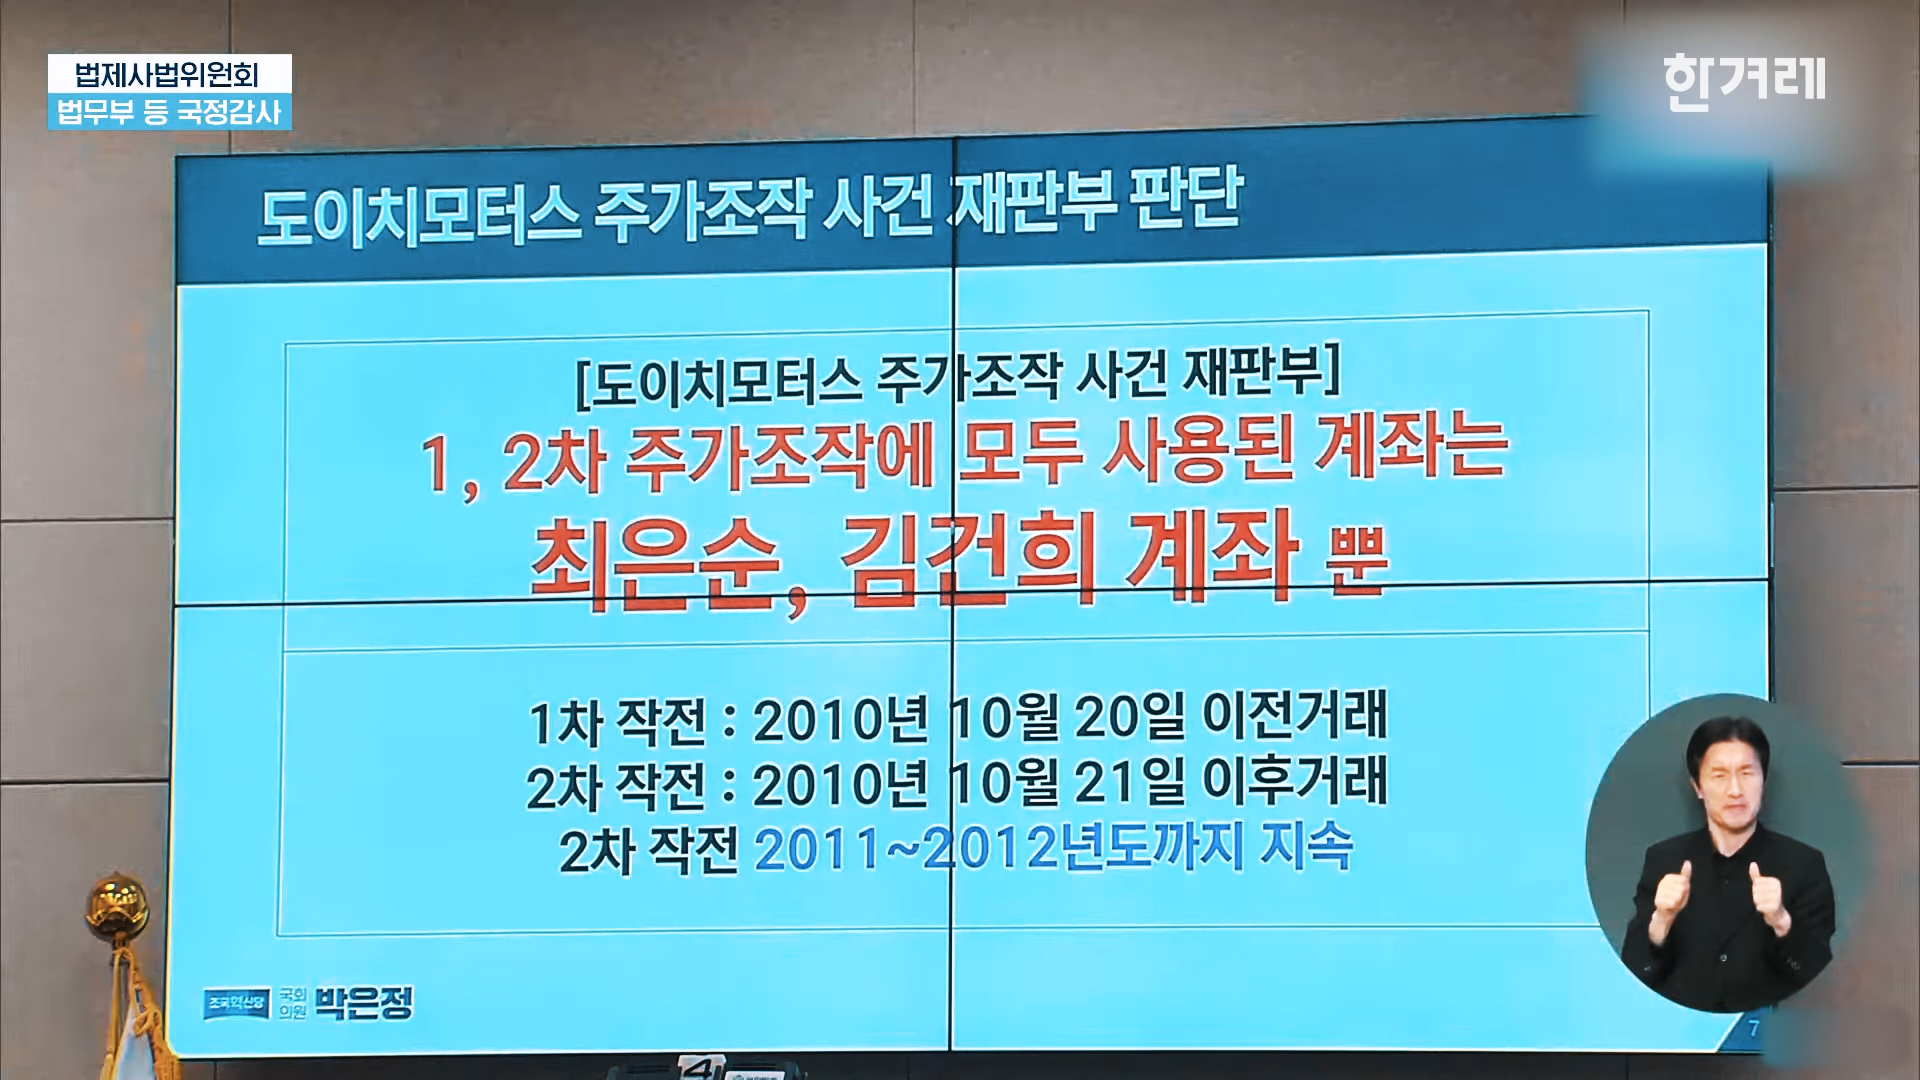 법제사법위원회
법무부 등 국정감사
한겨레
도이치모터스 주가조작 사건 재판부 판단
[도이치모터스 주가조작 사건 재판부]
1, 2차 주가조작에 모두 사용된 계좌는
최은순, 김건희 계좌 뿐
1차 작전 : 2010년 10월 20일 이전거래
2차 작전 : 2010년 10월 21일 이후거래
2차 작전 2011~2012년도까지 지속
조국혁신당 국회의원 박은정
7
4